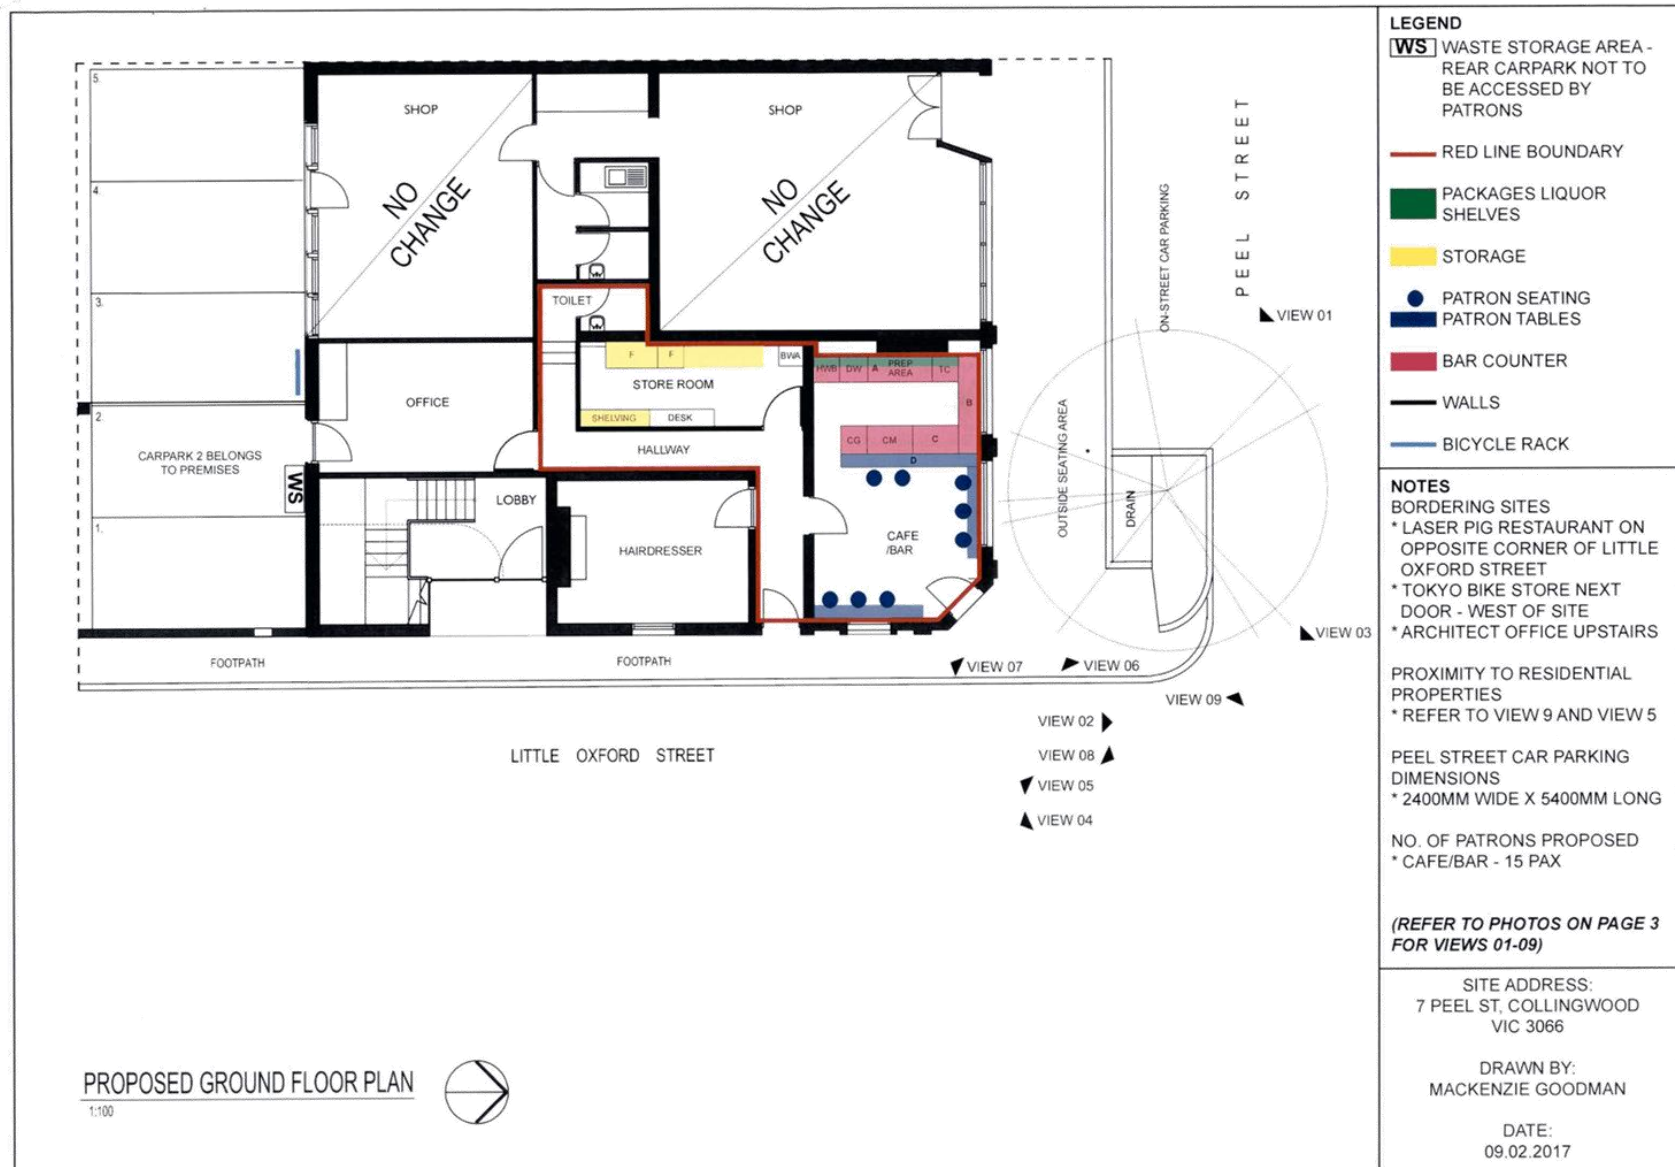 5.
SHOP
SHOP
NO
CHANGE
NO
CHANGE
4.
3.
TOILET
F
F
BWA
STORE ROOM
SHELVING
DESK
HWB
DW
A
PREP
AREA
TC
B
OFFICE
2.
CARPARK 2 BELONGS
TO PREMISES
WS
HALLWAY
CG
CM
C
D
LOBBY
1.
HAIRDRESSER
CAFE
/BAR
FOOTPATH
FOOTPATH
OUTSIDE SEATING AREA
ON-STREET CAR PARKING
PEEL STREET
DRAIN
VIEW 01
VIEW 03
VIEW 07
VIEW 06
VIEW 09
VIEW 02
VIEW 08
VIEW 05
VIEW 04
LITTLE OXFORD STREET
PROPOSED GROUND FLOOR PLAN
1:100
LEGEND
WS WASTE STORAGE AREA -
REAR CARPARK NOT TO
BE ACCESSED BY
PATRONS
RED LINE BOUNDARY
PACKAGES LIQUOR
SHELVES
STORAGE
PATRON SEATING
PATRON TABLES
BAR COUNTER
WALLS
BICYCLE RACK
NOTES
BORDERING SITES
* LASER PIG RESTAURANT ON
OPPOSITE CORNER OF LITTLE
OXFORD STREET
* TOKYO BIKE STORE NEXT
DOOR - WEST OF SITE
* ARCHITECT OFFICE UPSTAIRS
PROXIMITY TO RESIDENTIAL
PROPERTIES
* REFER TO VIEW 9 AND VIEW 5
PEEL STREET CAR PARKING
DIMENSIONS
* 2400MM WIDE X 5400MM LONG
NO. OF PATRONS PROPOSED
* CAFE/BAR - 15 PAX
(REFER TO PHOTOS ON PAGE 3
FOR VIEWS 01-09)
SITE ADDRESS:
7 PEEL ST, COLLINGWOOD
VIC 3066
DRAWN BY:
MACKENZIE GOODMAN
DATE:
09.02.2017